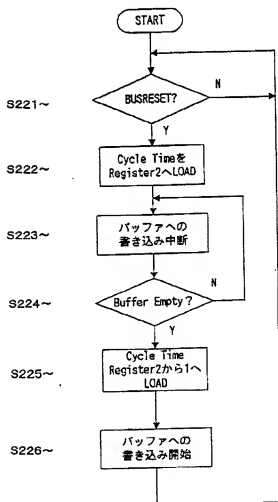 START
BUSRESET?
N
S221~
Y
S222~
Cycle Timeを
Register2へLOAD
S223~
バッファへの
書き込み中断
N
S224~
Buffer Empty?
Y
S225~
Cycle Time
Register2から1へ
LOAD
S226~
バッファへの
書き込み開始